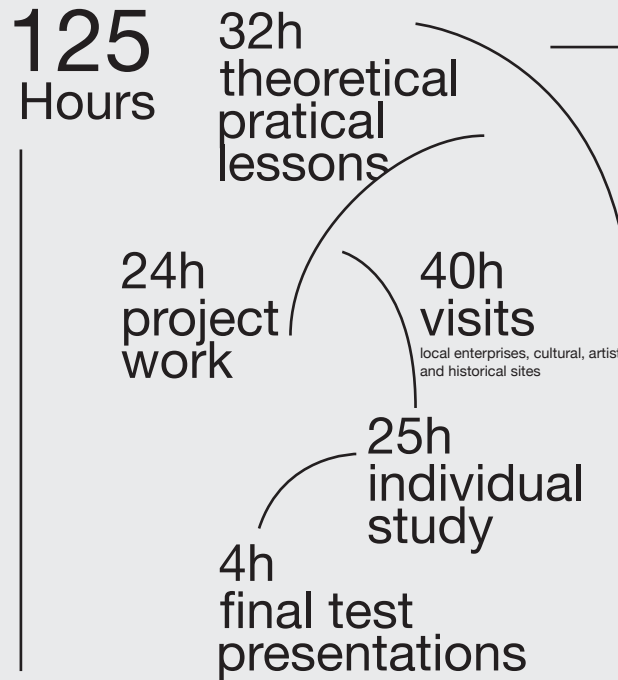 125
Hours
32h
theoretical
pratical
lessons
24h
project
work
40h
visits
local enterprises, cultural,
and historical sites
25h
individual
study
4h
final test
presentations